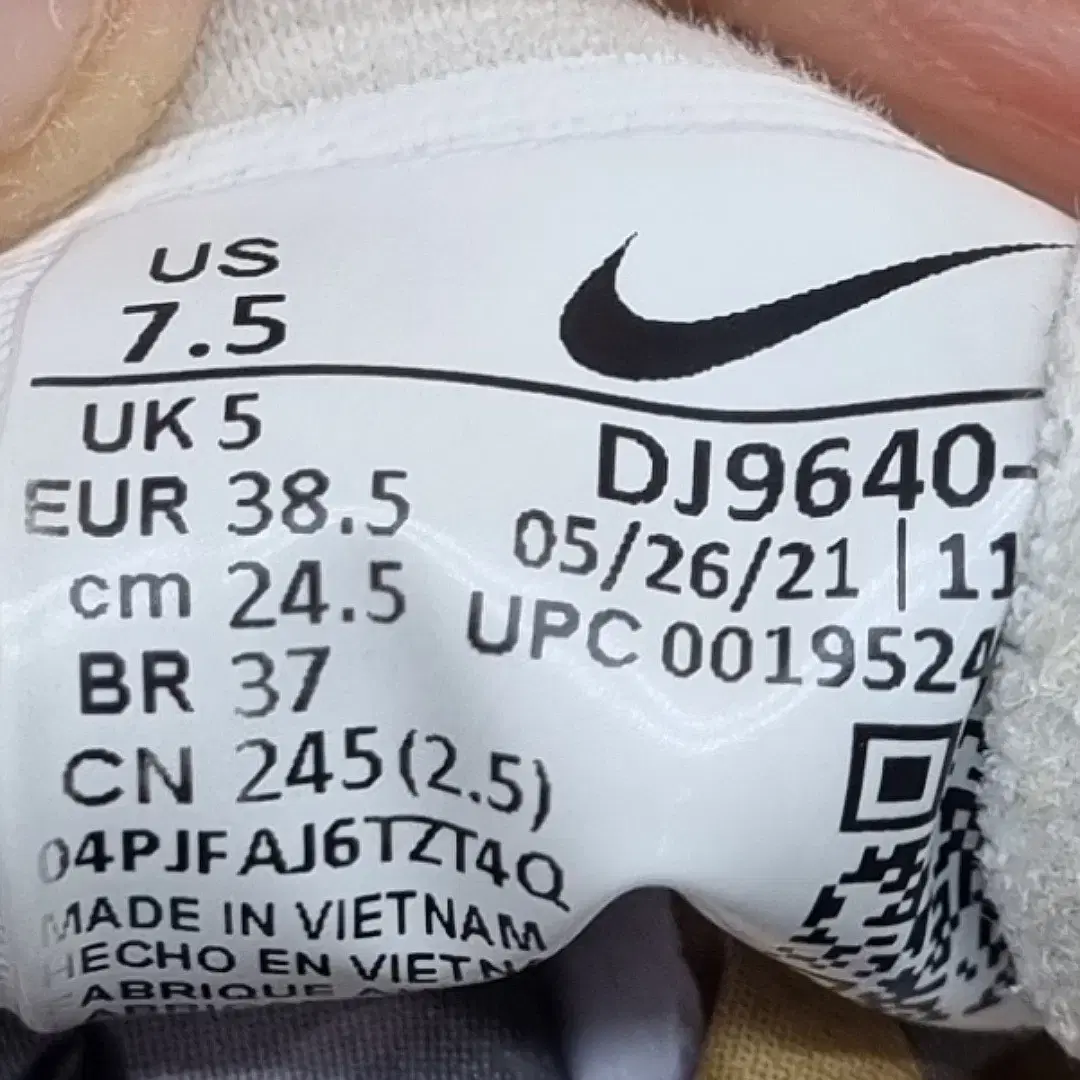 US
7.5
UK 5
EUR 38.5
cm 24.5
BR 37
CN 245(2.5)
04PJFAJ6TZT4Q
MADE IN VIETNAM
HECHO EN VIETN
FABRIQUE A
DJ9640-
05/26/21 | 11
UPC 0019524